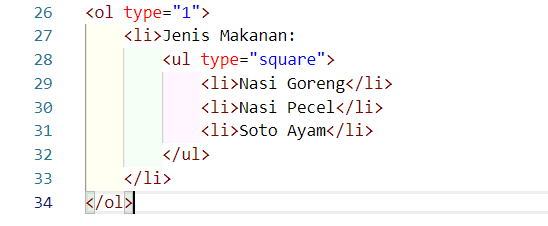 26 <ol type="1">
27 <li>Jenis Makanan:
28 <ul type="square">
29 <li>Nasi Goreng</li>
30 <li>Nasi Pecel</li>
31 <li>Soto Ayam</li>
32 </ul>
33 </li>
34 </ol>